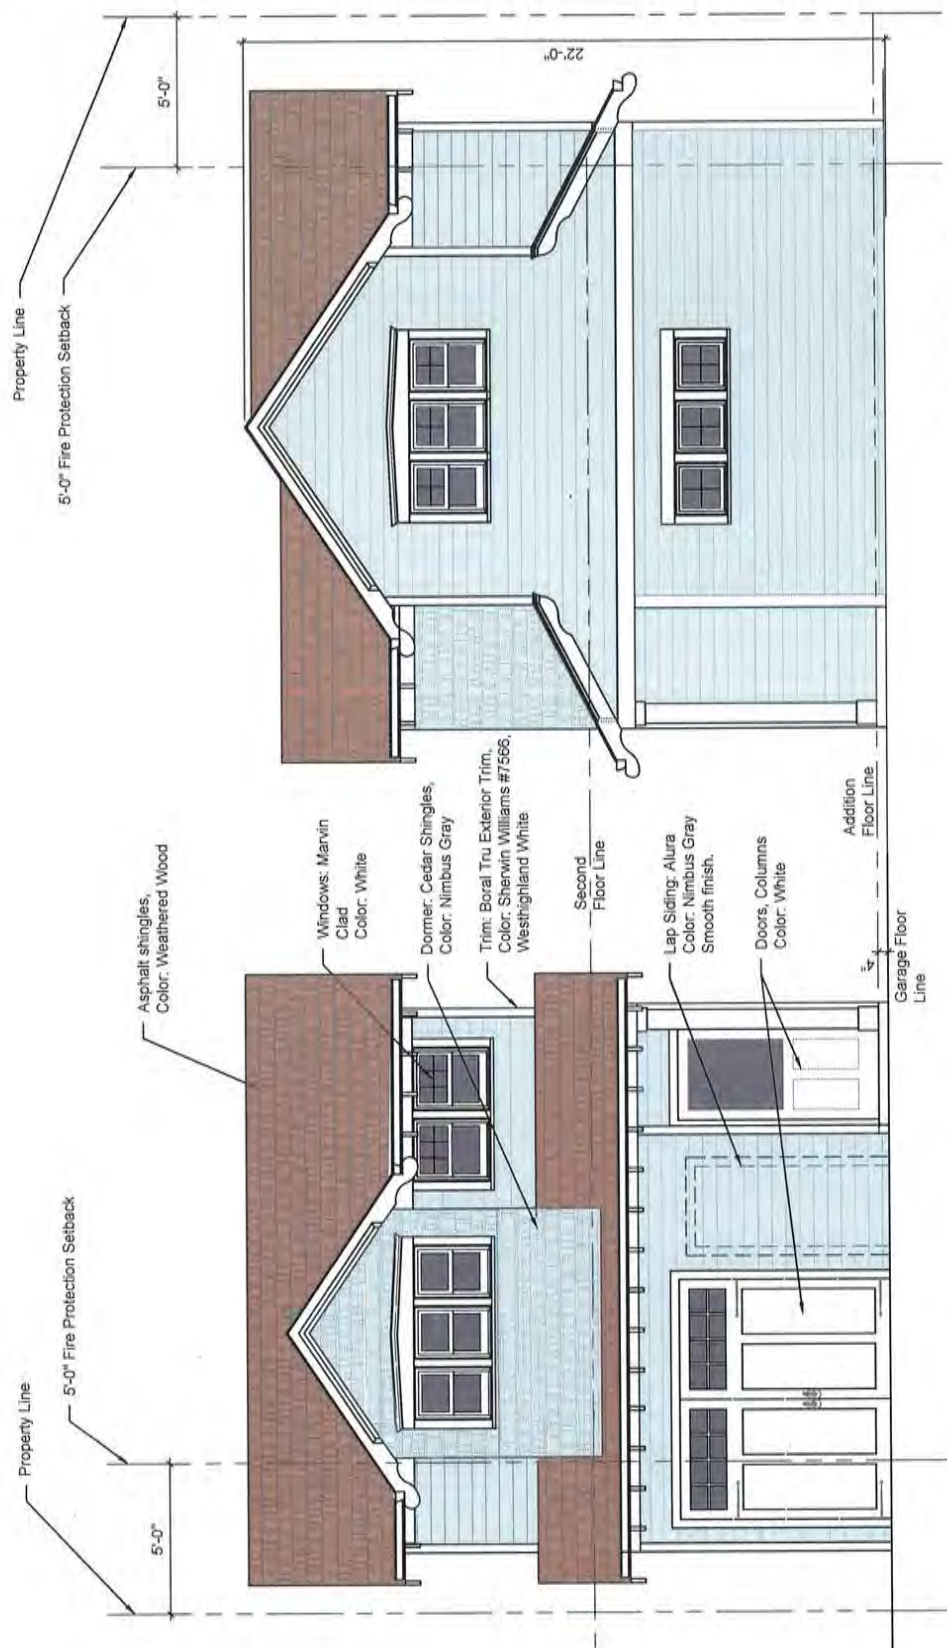 Property Line
5'-0" Fire Protection Setback
5'-0"
Asphalt shingles,
Color: Weathered Wood
Windows: Marvin
Clad
Color: White
Dormer: Cedar Shingles,
Color: Nimbus Gray
Trim: Boral Tru Exterior Trim,
Color: Sherwin Williams #7566,
Westhighland White
Second
Floor Line
Lap Siding: Alura
Color: Nimbus Gray
Smooth finish.
Doors, Columns
Color: White
Addition
Floor Line
Garage Floor
Line
Property Line
5'-0" Fire Protection Setback
5'-0"
22'-0"